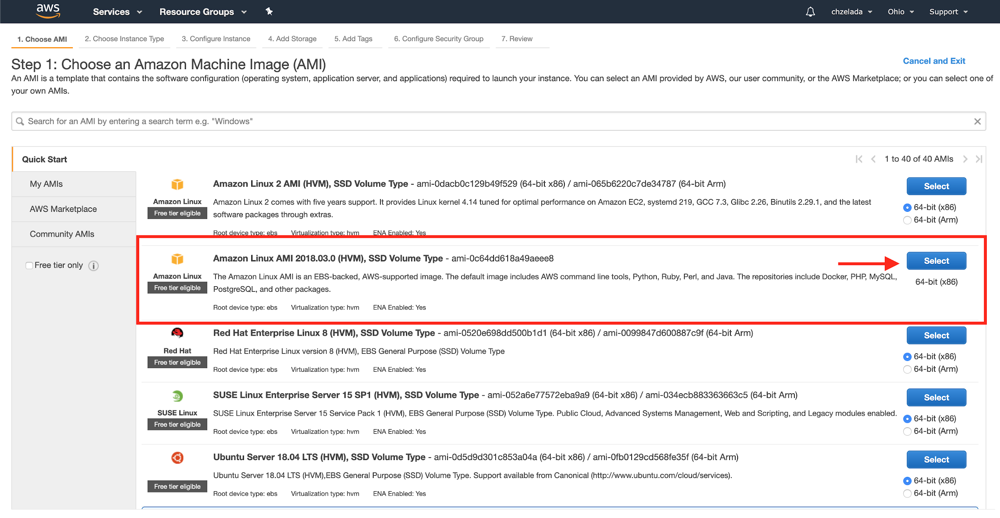 aws Services Resource Groups chzelada Ohio Support
1. Choose AMI 2. Choose Instance Type 3. Configure Instance 4. Add Storage 5. Add Tags 6. Configure Security Group 7. Review
Step 1: Choose an Amazon Machine Image (AMI)
Cancel and Exit
An AMI is a template that contains the software configuration (operating system, application server, and applications) required to launch your instance. You can select an AMI provided by AWS, our user community, or the AWS Marketplace; or you can select one of
your own AMIs.
Search for an AMI by entering a search term e.g. "Windows"
Quick Start
1 to 40 of 40 AMIs
My AMIs
AWS Marketplace
Community AMIs
Free tier only
Amazon Linux
Free tier eligible
Amazon Linux 2 AMI (HVM), SSD Volume Type - ami-0dacb0c129b49f529 (64-bit x86) / ami-065b6220c7de34787 (64-bit Arm)
Amazon Linux 2 comes with five years support. It provides Linux kernel 4.14 tuned for optimal performance on Amazon EC2, systemd 219, GCC 7.3, Glibc 2.26, Binutils 2.29.1, and the latest
software packages through extras.
Root device type: ebs Virtualization type: hvm ENA Enabled: Yes
Select
64-bit (x86)
64-bit (Arm)
Amazon Linux
Free tier eligible
Amazon Linux AMI 2018.03.0 (HVM), SSD Volume Type - ami-0c64dd618a49aeee8
The Amazon Linux AMI is an EBS-backed, AWS-supported image. The default image includes AWS command line tools, Python, Ruby, Perl, and Java. The repositories include Docker, PHP, MySQL,
PostgreSQL, and other packages.
Root device type: ebs Virtualization type: hvm ENA Enabled: Yes
Select
64-bit (x86)
Red Hat
Free tier eligible
Red Hat Enterprise Linux 8 (HVM), SSD Volume Type - ami-0520e698dd500b1d1 (64-bit x86) / ami-0099847d600887c9f (64-bit Arm)
Red Hat Enterprise Linux version 8 (HVM), EBS General Purpose (SSD) Volume Type
Root device type: ebs Virtualization type: hvm ENA Enabled: Yes
Select
64-bit (x86)
64-bit (Arm)
SUSE Linux
Free tier eligible
SUSE Linux Enterprise Server 15 SP1 (HVM), SSD Volume Type - ami-052a6e77572eba9a9 (64-bit x86) / ami-034ecb883363663c5 (64-bit Arm)
SUSE Linux Enterprise Server 15 Service Pack 1 (HVM), EBS General Purpose (SSD) Volume Type. Public Cloud, Advanced Systems Management, Web and Scripting, and Legacy modules enabled.
Root device type: ebs Virtualization type: hvm ENA Enabled: Yes
Select
64-bit (x86)
64-bit (Arm)
Free tier eligible
Ubuntu Server 18.04 LTS (HVM), SSD Volume Type - ami-0d5d9d301c853a04a (64-bit x86) / ami-0fb0129cd568fe35f (64-bit Arm)
Ubuntu Server 18.04 LTS (HVM),EBS General Purpose (SSD) Volume Type. Support available from Canonical (http://www.ubuntu.com/cloud/services).
Root device type: ebs Virtualization type: hvm ENA Enabled: Yes
Select
64-bit (x86)
64-bit (Arm)